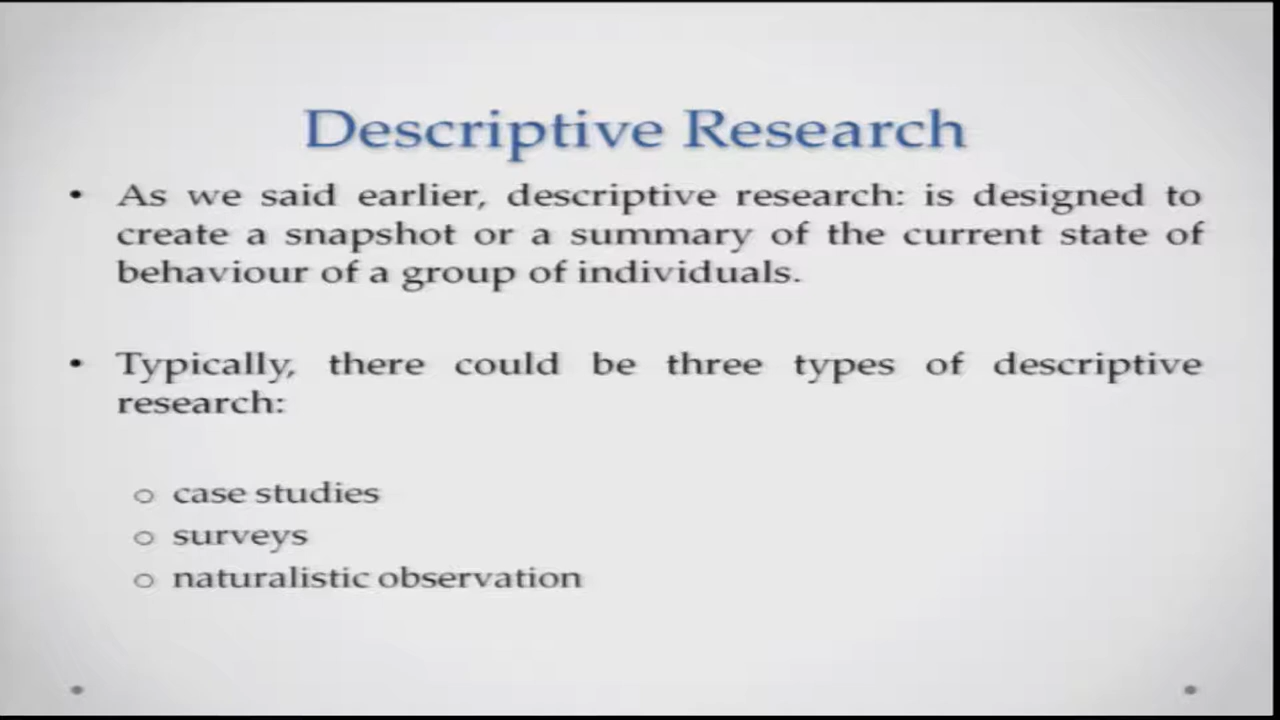 Descriptive Research
• As we said earlier, descriptive research: is designed to
create a snapshot or a summary of the current state of
behaviour of a group of individuals.
• Typically, there could be three types of descriptive
research:
o case studies
o surveys
o naturalistic observation